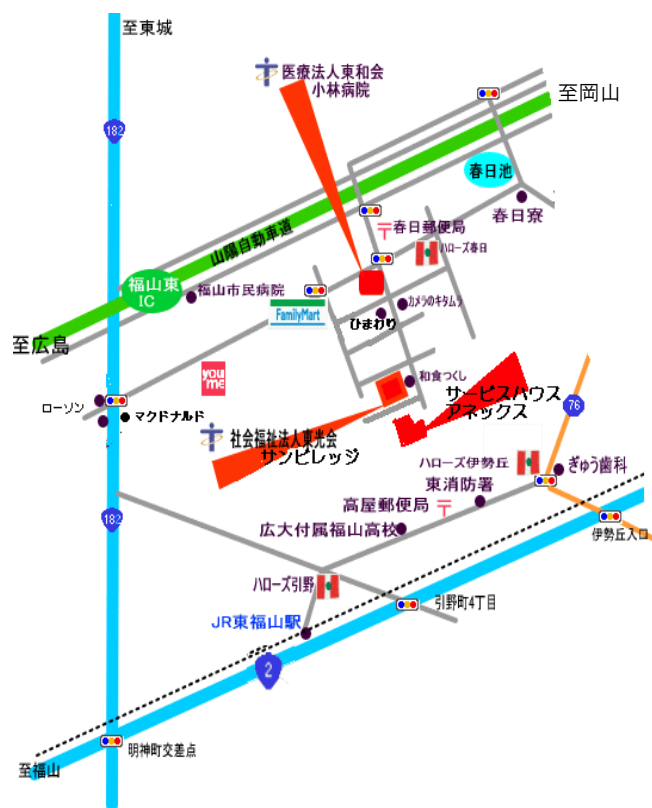 至東城
医療法人東和会
小林病院
至岡山
182
春日池
春日寮
春日郵便局
ハローズ春日
山陽自動車道
福山東
IC
福山市民病院
カメラのキタムラ
ひまわり
FamilyMart
至広島
you
me
和食つくし
サービスハウス
アネックス
ローソン
マクドナルド
76
社会福祉法人東光会
サンビレッジ
ハローズ伊勢丘
ぎゅう歯科
東消防署
高屋郵便局
182
広大付属福山高校
伊勢丘入口
ハローズ引野
引野町4丁目
JR東福山駅
2
明神町交差点
至福山